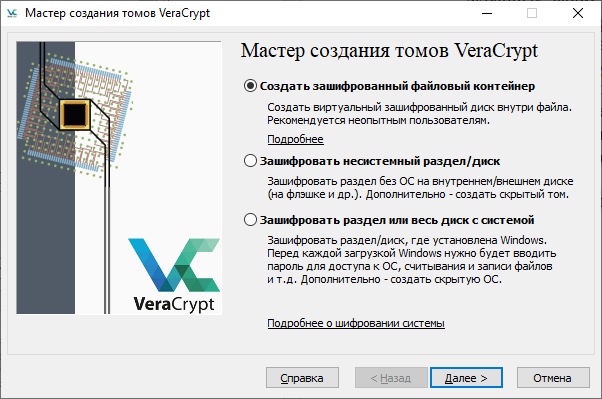 Мастер создания томов VeraCrypt
Мастер создания томов VeraCrypt
Создать зашифрованный файловый контейнер
Создать виртуальный зашифрованный диск внутри файла.
Рекомендуется неопытным пользователям.
Подробнее
Зашифровать несистемный раздел/диск
Зашифровать раздел без ОС на внутреннем/внешнем диске
(на флэшке и др.). Дополнительно - создать скрытый том.
Зашифровать раздел или весь диск с системой
Зашифровать раздел/диск, где установлена Windows.
Перед каждой загрузкой Windows нужно будет вводить
пароль для доступа к ОС, считывания и записи файлов
и т.д. Дополнительно - создать скрытую ОС.
VeraCrypt
Подробнее о шифровании системы
Справка
< Назад
Далее >
Отмена